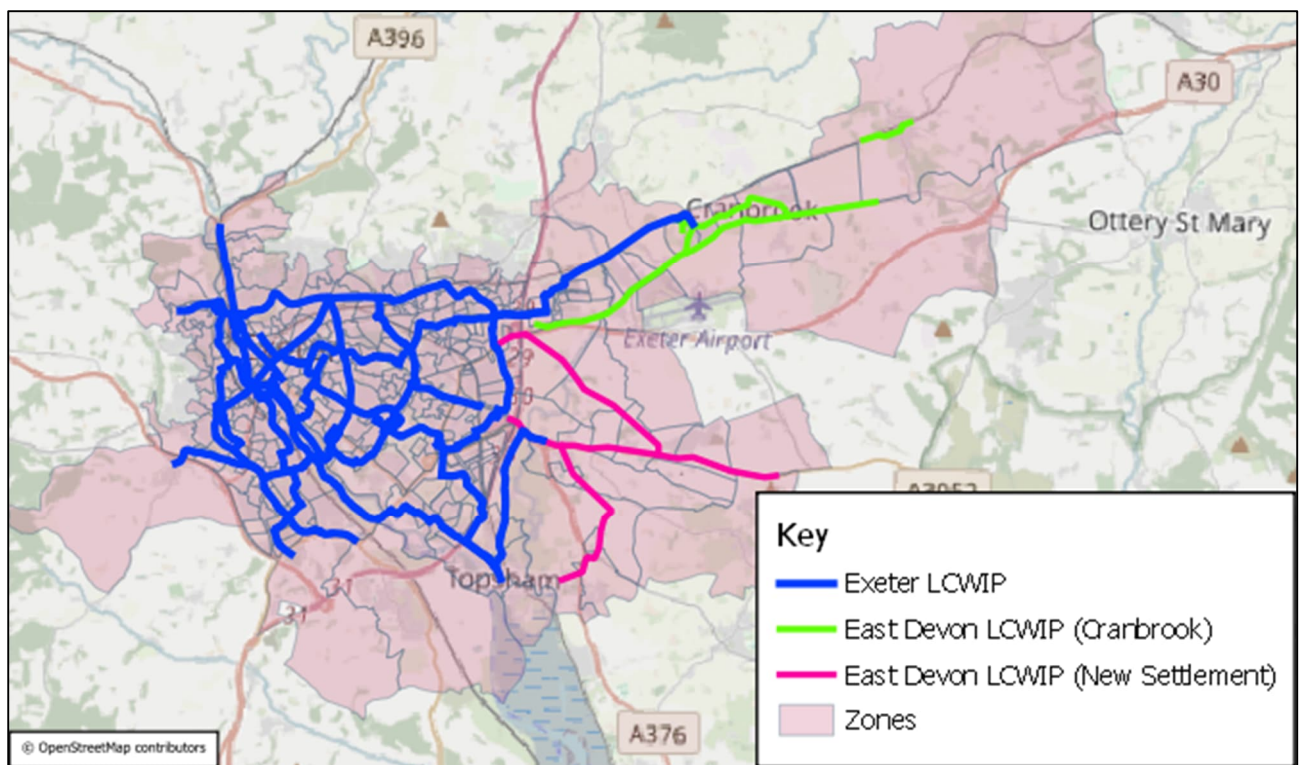 A396
A30
Cranbrook
Ottery St Mary
Exeter Airport
29
30
A3052
Topsham
31
31
Key
Exeter LCWIP
East Devon LCWIP (Cranbrook)
East Devon LCWIP (New Settlement)
Zones
A376
© OpenStreetMap contributors